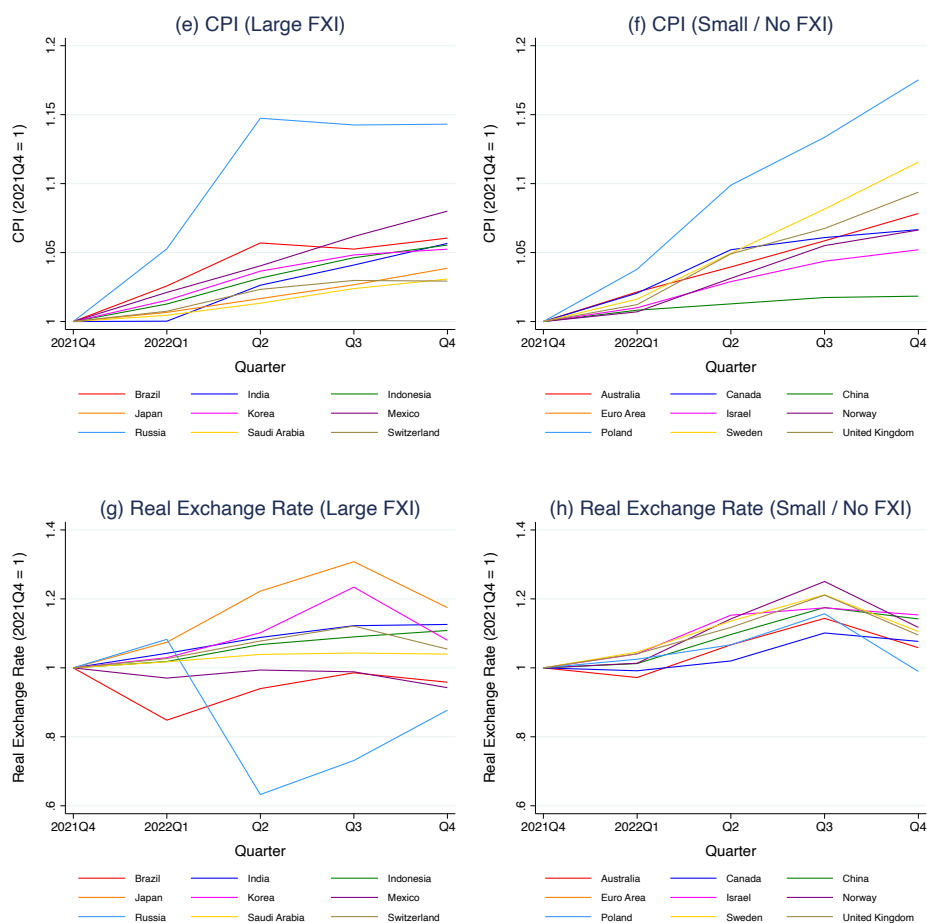 (e) CPI (Large FXI)
CPI (2021Q4 = 1)
1.2
1.15
1.1
1.05
1
2021Q4 2022Q1 Q2 Q3 Q4
Quarter
Brazil India Indonesia
Japan Korea Mexico
Russia Saudi Arabia Switzerland
(f) CPI (Small / No FXI)
CPI (2021Q4 = 1)
1.2
1.15
1.1
1.05
1
2021Q4 2022Q1 Q2 Q3 Q4
Quarter
Australia Canada China
Euro Area Israel Norway
Poland Sweden United Kingdom
(g) Real Exchange Rate (Large FXI)
Real Exchange Rate (2021Q4 = 1)
1.4
1.2
1
.8
.6
2021Q4 2022Q1 Q2 Q3 Q4
Quarter
Brazil India Indonesia
Japan Korea Mexico
Russia Saudi Arabia Switzerland
(h) Real Exchange Rate (Small / No FXI)
Real Exchange Rate (2021Q4 = 1)
1.4
1.2
1
.8
.6
2021Q4 2022Q1 Q2 Q3 Q4
Quarter
Australia Canada China
Euro Area Israel Norway
Poland Sweden United Kingdom